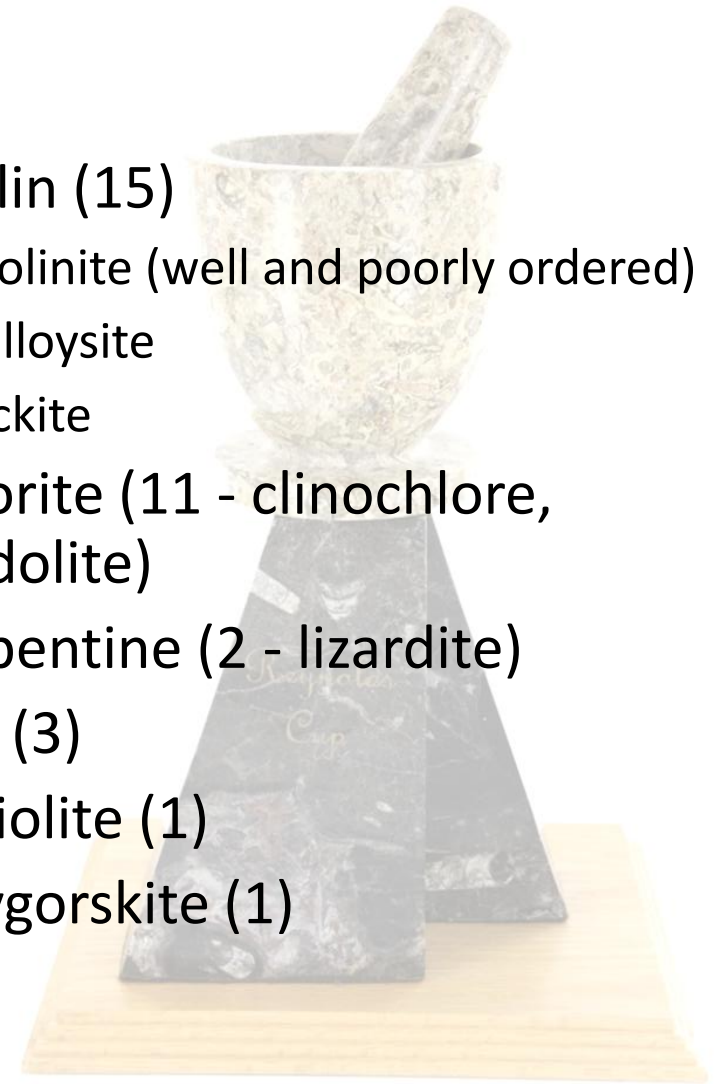 lin (15)
olinite (well and poorly ordered)
lloysite
ckite
orite (11 - clinochlore,
dolite)
pentine (2 - lizardite)
(3)
iolite (1)
ygorskite (1)
Cup